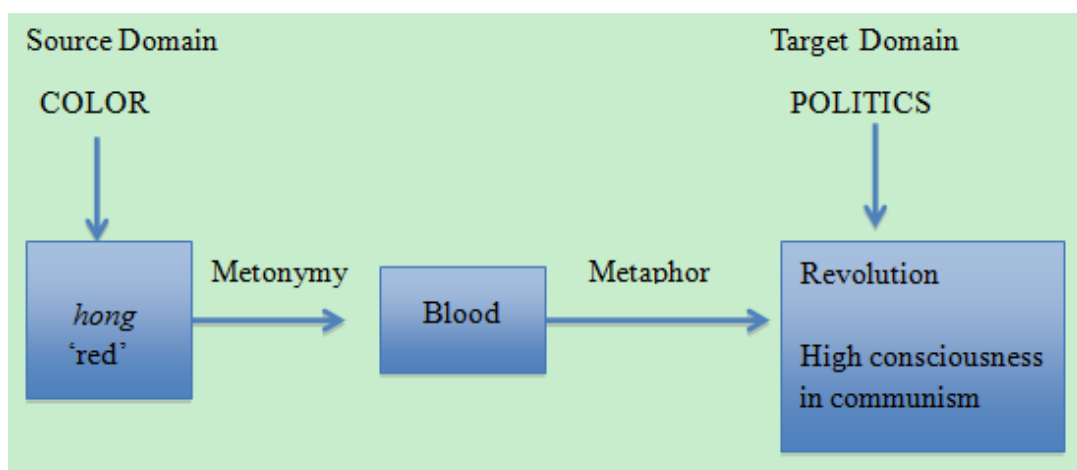 Source Domain
Target Domain
COLOR
POLITICS
hong
‘red’
Metonymy
Blood
Metaphor
Revolution
High consciousness
in communism